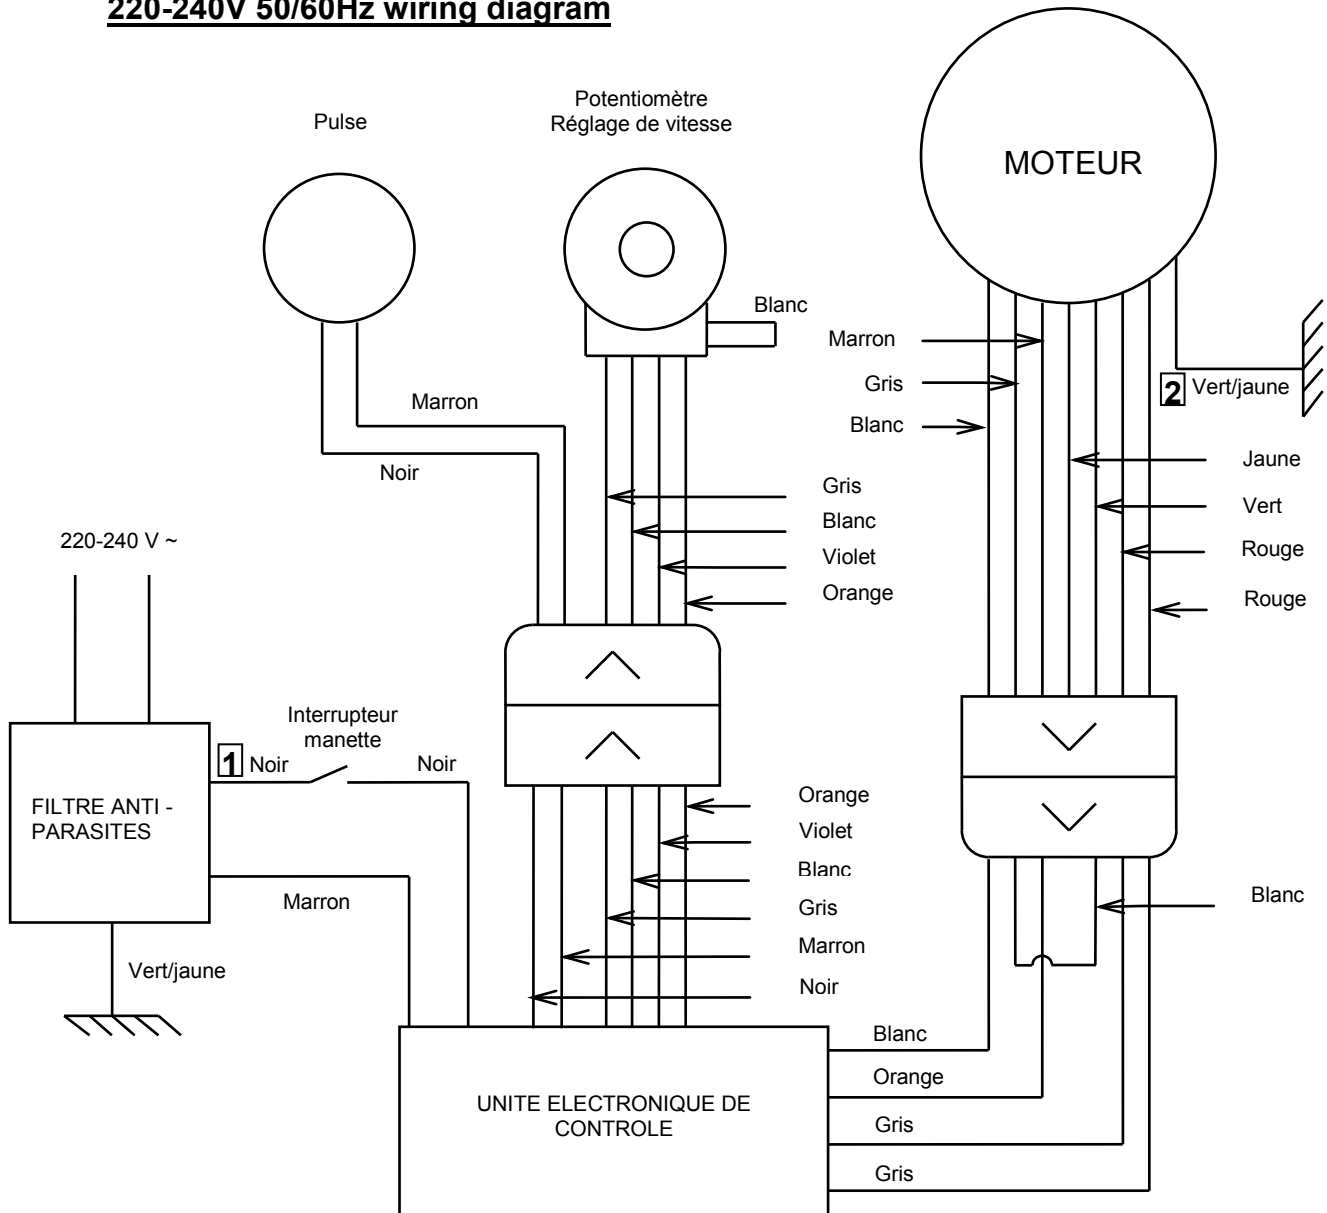 220-240V 50/60Hz wiring diagram
Pulse
Potentiomètre
Réglage de vitesse
MOTEUR
Blanc
Marron
Gris
Blanc
2 Vert/jaune
Marron
Noir
Jaune
Vert
Rouge
Rouge
Gris
Blanc
Violet
Orange
220-240 V ~
Interrupteur
manette
1 Noir
Noir
FILTRE ANTI -
PARASITES
Marron
Vert/jaune
Orange
Violet
Blanc
Gris
Marron
Noir
Blanc
Blanc
Orange
Gris
Gris
UNITE ELECTRONIQUE DE
CONTROLE